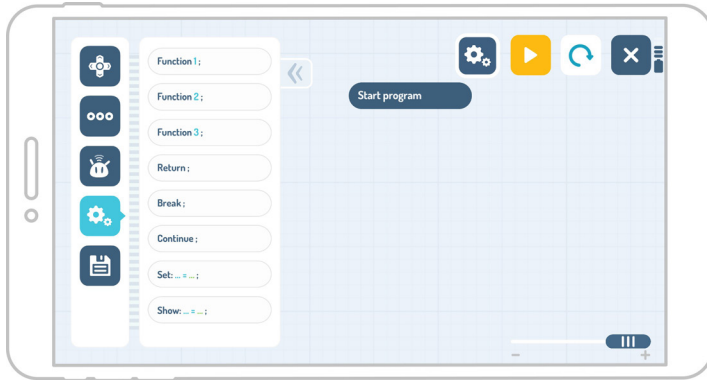 Function 1 ;
Function 2 ;
Function 3 ;
Return ;
Break ;
Continue ;
Set: ... = ... ;
Show: ... = ... ;
Start program
- +